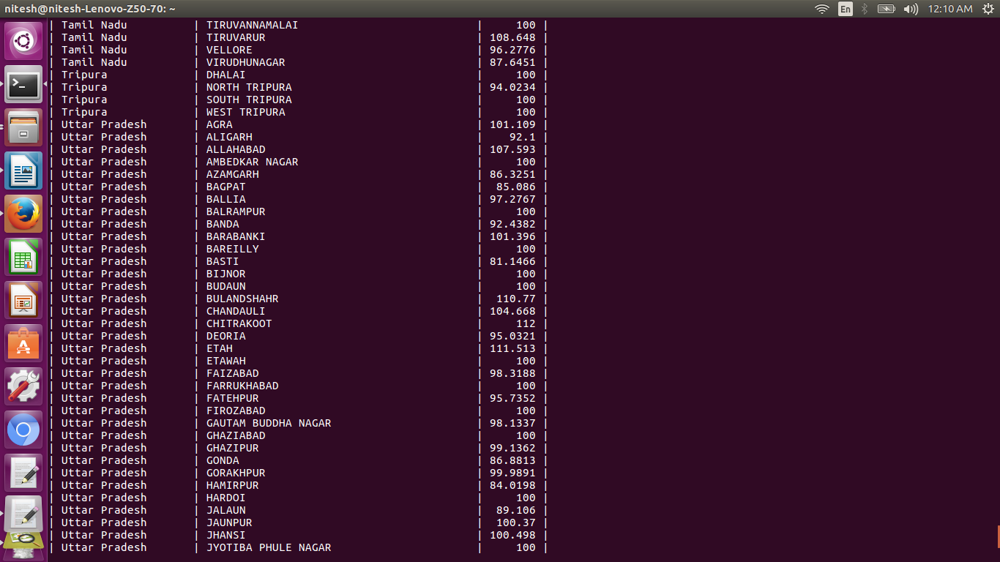 nitesh@nitesh-Lenovo-Z50-70: ~ En 12:10 AM
| Tamil Nadu | TIRUVANNAMALAI | 100 |
| Tamil Nadu | TIRUVARUR | 108.648 |
| Tamil Nadu | VELLORE | 96.2776 |
| Tamil Nadu | VIRUDHUNAGAR | 87.6451 |
| Tripura | DHALAI | 100 |
| Tripura | NORTH TRIPURA | 94.0234 |
| Tripura | SOUTH TRIPURA | 100 |
| Tripura | WEST TRIPURA | 100 |
| Uttar Pradesh | AGRA | 101.109 |
| Uttar Pradesh | ALIGARH | 92.1 |
| Uttar Pradesh | ALLAHABAD | 107.593 |
| Uttar Pradesh | AMBEDKAR NAGAR | 100 |
| Uttar Pradesh | AZAMGARH | 86.3251 |
| Uttar Pradesh | BAGPAT | 85.086 |
| Uttar Pradesh | BALLIA | 97.2767 |
| Uttar Pradesh | BALRAMPUR | 100 |
| Uttar Pradesh | BANDA | 92.4382 |
| Uttar Pradesh | BARABANKI | 101.396 |
| Uttar Pradesh | BAREILLY | 100 |
| Uttar Pradesh | BASTI | 81.1466 |
| Uttar Pradesh | BIJNOR | 100 |
| Uttar Pradesh | BUDAUN | 100 |
| Uttar Pradesh | BULANDSHAHR | 110.77 |
| Uttar Pradesh | CHANDAULI | 104.668 |
| Uttar Pradesh | CHITRAKOOT | 112 |
| Uttar Pradesh | DEORIA | 95.0321 |
| Uttar Pradesh | ETAH | 111.513 |
| Uttar Pradesh | ETAWAH | 100 |
| Uttar Pradesh | FAIZABAD | 98.3188 |
| Uttar Pradesh | FARRUKHABAD | 100 |
| Uttar Pradesh | FATEHPUR | 95.7352 |
| Uttar Pradesh | FIROZABAD | 100 |
| Uttar Pradesh | GAUTAM BUDDHA NAGAR | 98.1337 |
| Uttar Pradesh | GHAZIABAD | 100 |
| Uttar Pradesh | GHAZIPUR | 99.1362 |
| Uttar Pradesh | GONDA | 86.8813 |
| Uttar Pradesh | GORAKHPUR | 99.9891 |
| Uttar Pradesh | HAMIRPUR | 84.0198 |
| Uttar Pradesh | HARDOI | 100 |
| Uttar Pradesh | JALAUN | 89.106 |
| Uttar Pradesh | JAUNPUR | 100.37 |
| Uttar Pradesh | JHANSI | 100.498 |
| Uttar Pradesh | JYOTIBA PHULE NAGAR | 100 |